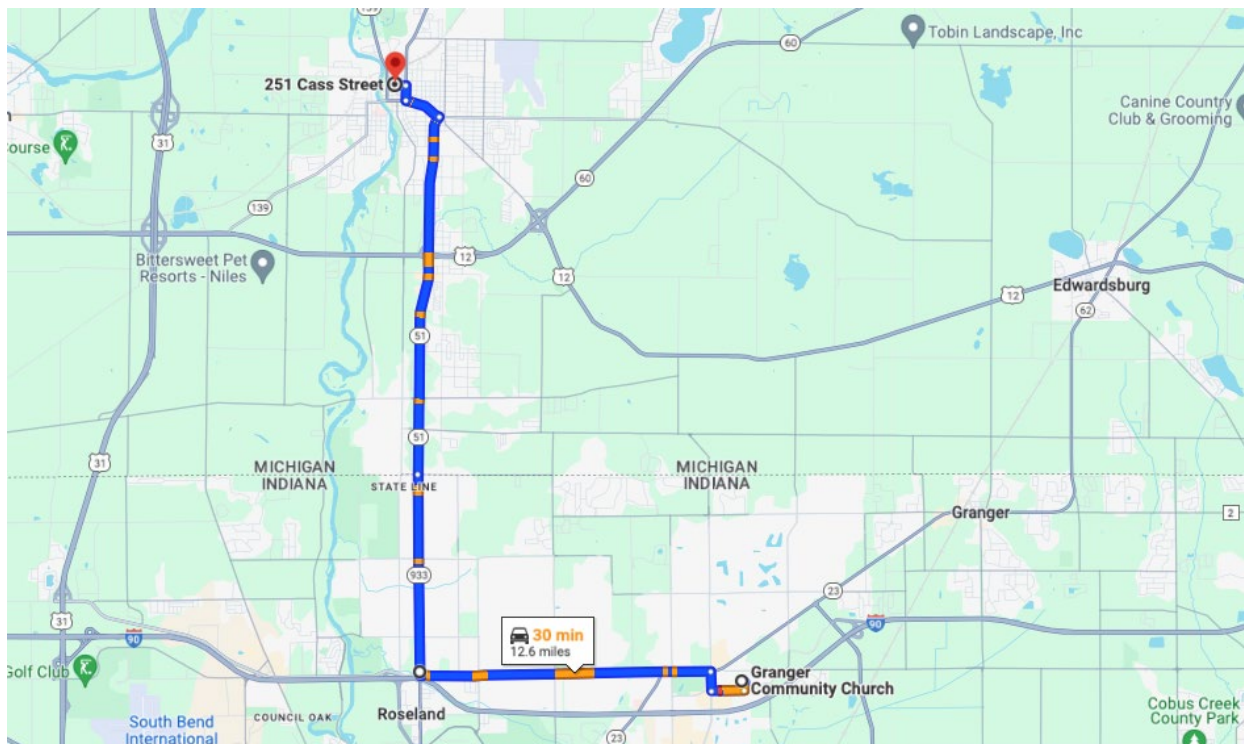 139
139
60
Tobin Landscape, Inc
251 Cass Street
Canine Country
Club & Grooming
31
Course
60
139
Bittersweet Pet
Resorts - Niles
12
12
12
Edwardsburg
62
51
51
31
MICHIGAN
INDIANA
STATE LINE
MICHIGAN
INDIANA
Granger
2
933
23
31
90
90
30 min
12.6 miles
Golf Club
Granger
Community Church
Roseland
COUNCIL OAK
South Bend
International
23
Cobus Creek
County Park